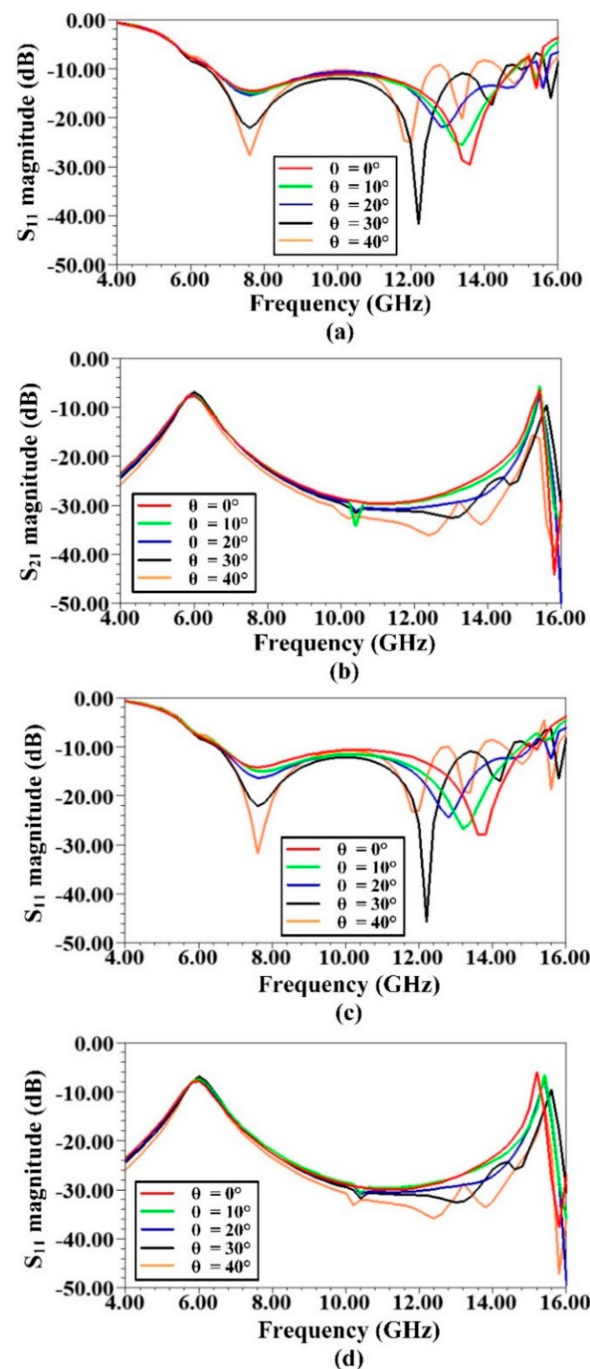 0.00
-10.00
-20.00
-30.00
-40.00
-50.00
S11 magnitude (dB)
θ = 0°
θ = 10°
θ = 20°
θ = 30°
θ = 40°
4.00 6.00 8.00 10.00 12.00 14.00 16.00
Frequency (GHz)
(a)
0.00
-10.00
-20.00
-30.00
-40.00
-50.00
S21 magnitude (dB)
θ = 0°
θ = 10°
θ = 20°
θ = 30°
θ = 40°
4.00 6.00 8.00 10.00 12.00 14.00 16.00
Frequency (GHz)
(b)
0.00
-10.00
-20.00
-30.00
-40.00
-50.00
S11 magnitude (dB)
θ = 0°
θ = 10°
θ = 20°
θ = 30°
θ = 40°
4.00 6.00 8.00 10.00 12.00 14.00 16.00
Frequency (GHz)
(c)
0.00
-10.00
-20.00
-30.00
-40.00
-50.00
S11 magnitude (dB)
θ = 0°
θ = 10°
θ = 20°
θ = 30°
θ = 40°
4.00 6.00 8.00 10.00 12.00 14.00 16.00
Frequency (GHz)
(d)